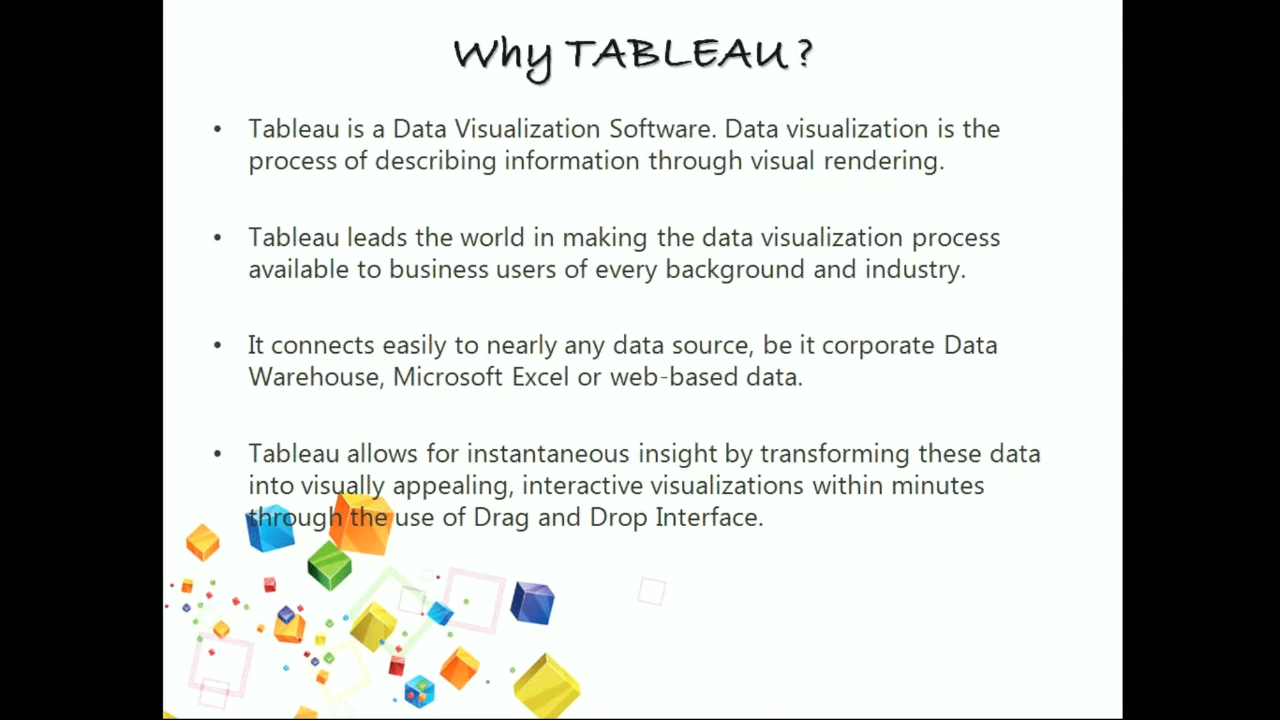 Why TABLEAU ?
• Tableau is a Data Visualization Software. Data visualization is the
process of describing information through visual rendering.
• Tableau leads the world in making the data visualization process
available to business users of every background and industry.
• It connects easily to nearly any data source, be it corporate Data
Warehouse, Microsoft Excel or web-based data.
• Tableau allows for instantaneous insight by transforming these data
into visually appealing, interactive visualizations within minutes
through the use of Drag and Drop Interface.